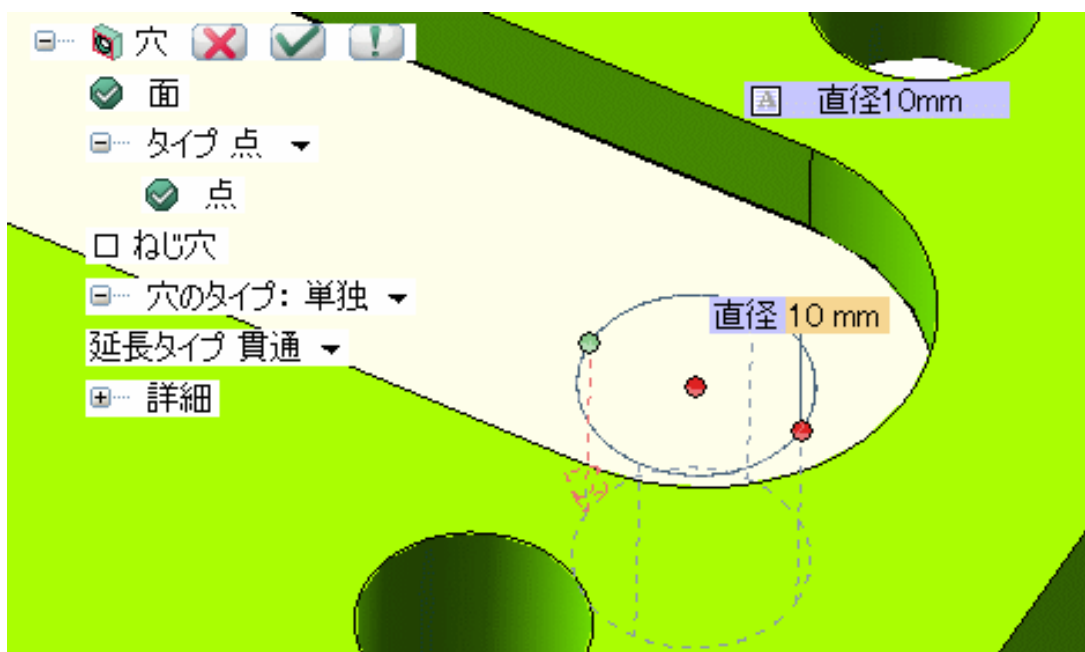 穴
面
直径10mm
タイプ 点
点
ねじ穴
穴のタイプ: 単独
直径 10 mm
延長タイプ 貫通
詳細